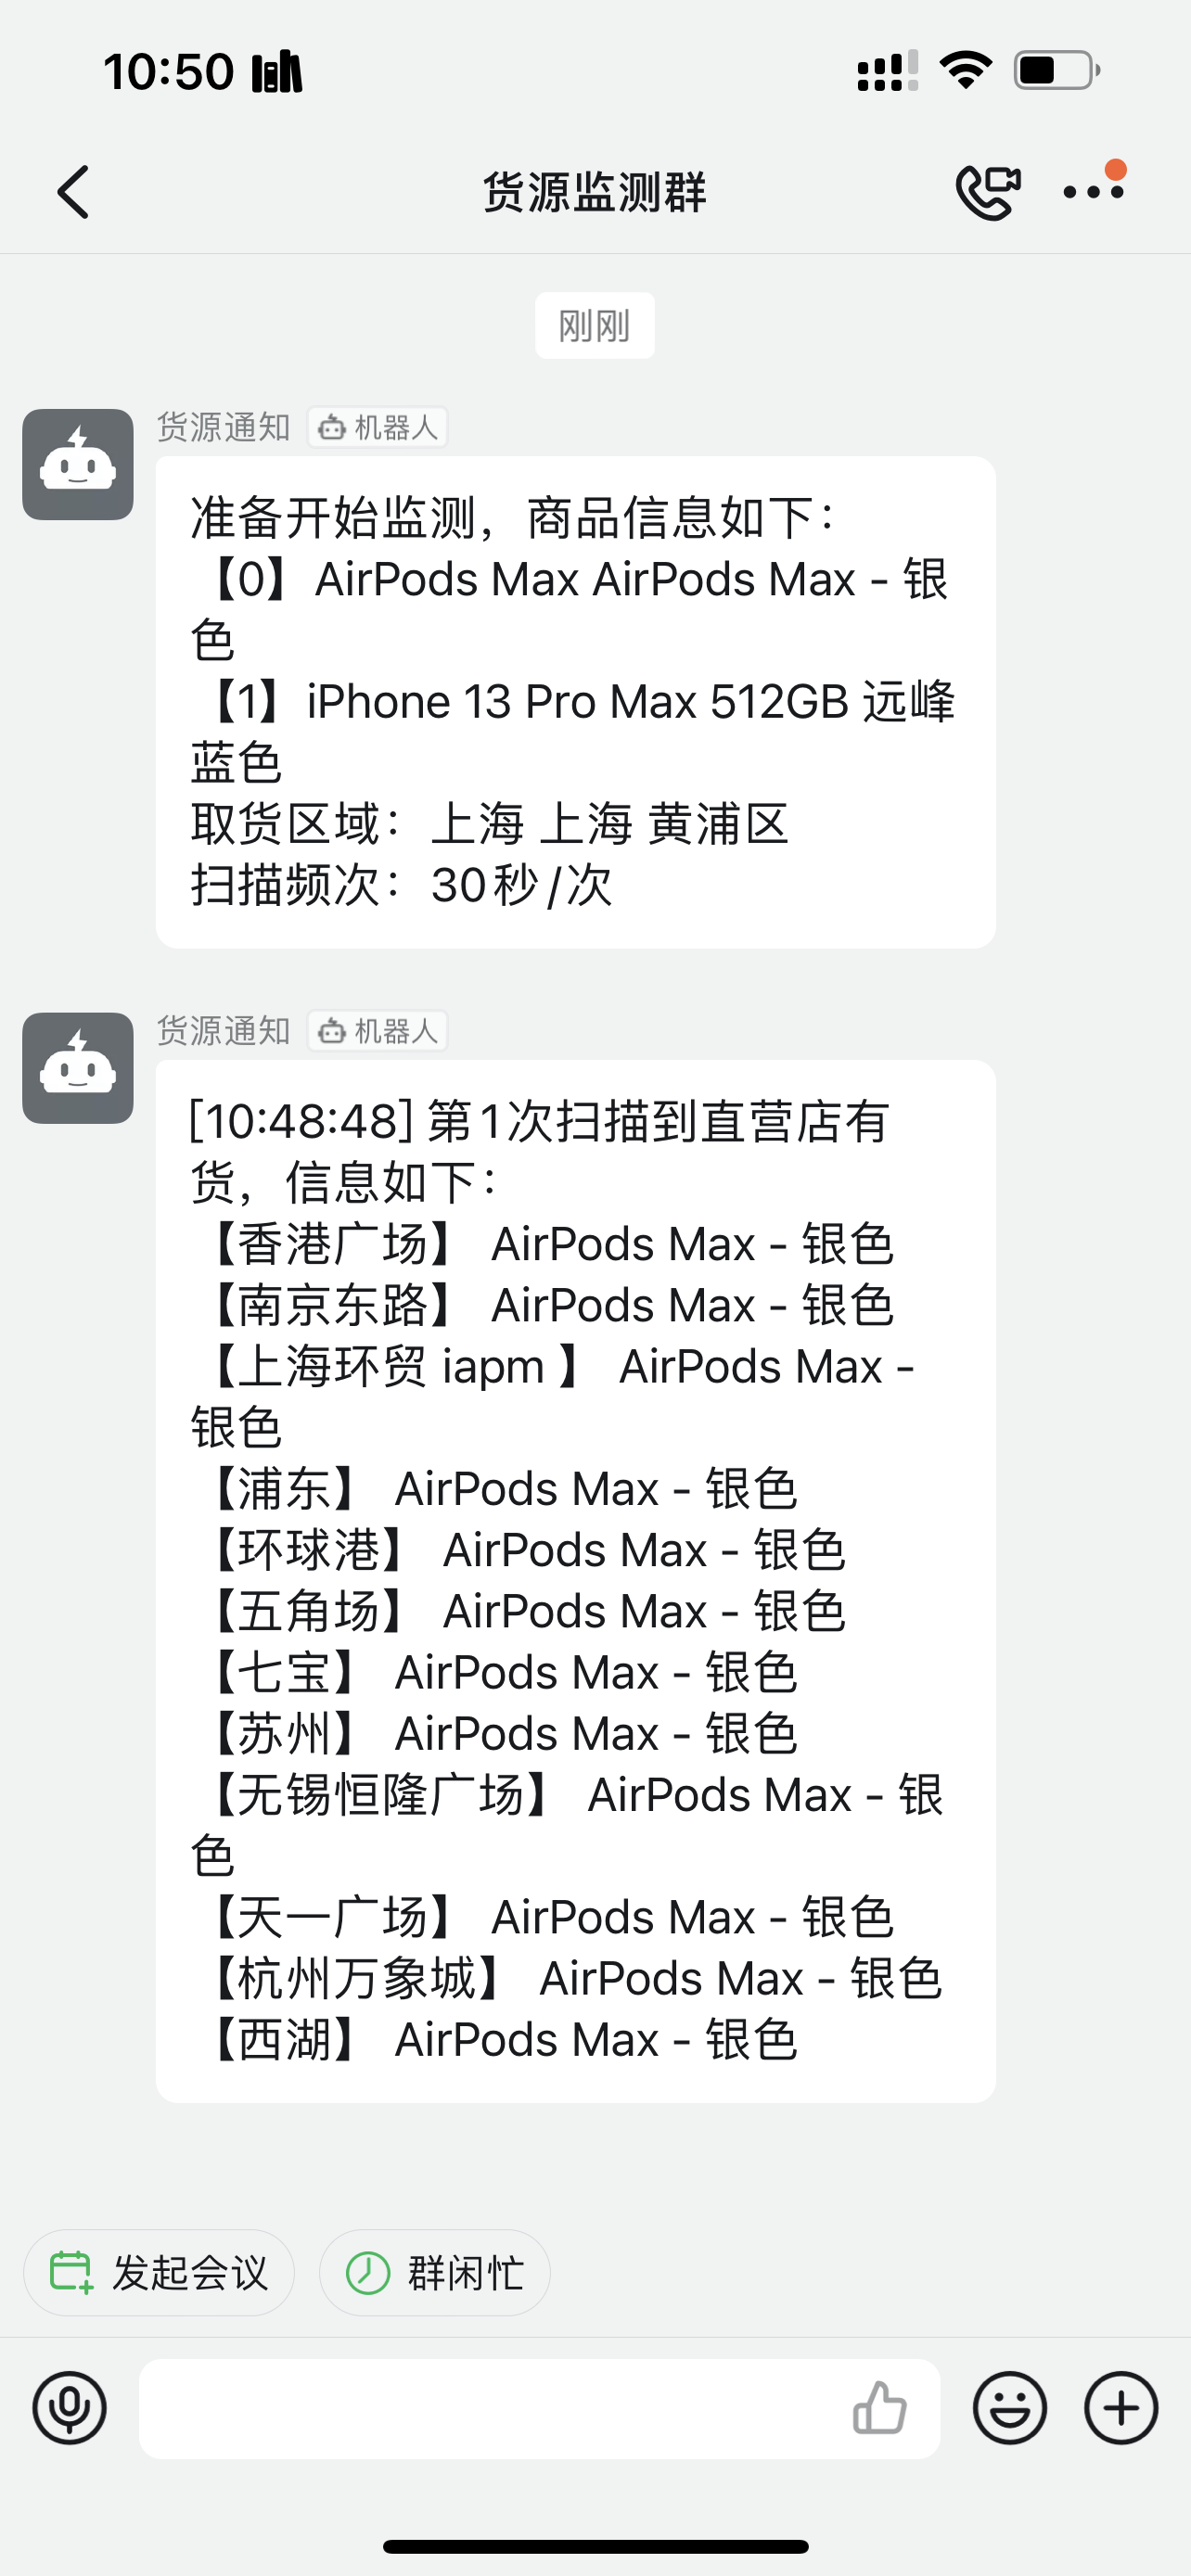 10:50
货源监测群
刚刚
货源通知 机器人
准备开始监测，商品信息如下：
【0】AirPods Max AirPods Max - 银
色
【1】iPhone 13 Pro Max 512GB 远峰
蓝色
取货区域：上海 上海 黄浦区
扫描频次：30秒/次
货源通知 机器人
[10:48:48] 第1次扫描到直营店有
货，信息如下：
【香港广场】 AirPods Max - 银色
【南京东路】 AirPods Max - 银色
【上海环贸 iapm 】 AirPods Max -
银色
【浦东】 AirPods Max - 银色
【环球港】 AirPods Max - 银色
【五角场】 AirPods Max - 银色
【七宝】 AirPods Max - 银色
【苏州】 AirPods Max - 银色
【无锡恒隆广场】 AirPods Max - 银
色
【天一广场】 AirPods Max - 银色
【杭州万象城】 AirPods Max - 银色
【西湖】 AirPods Max - 银色
发起会议 群闲忙